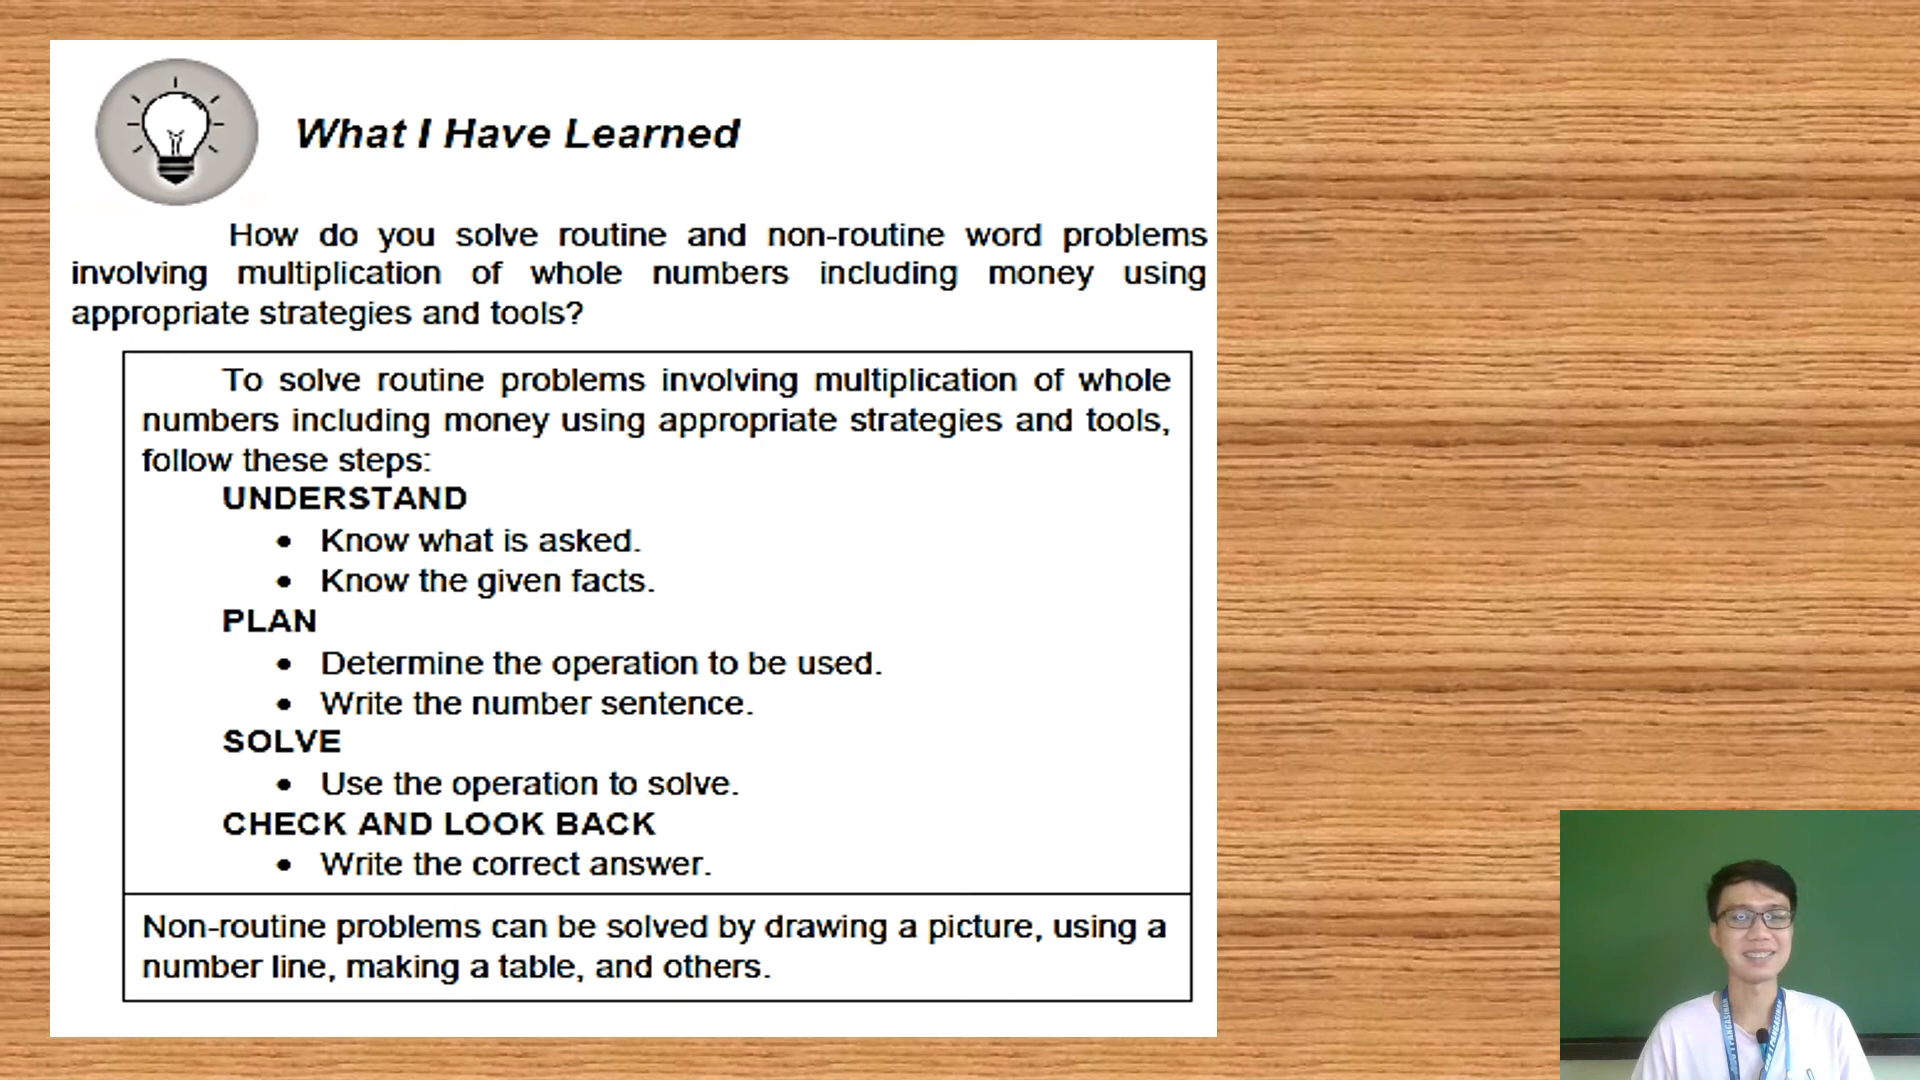 What I Have Learned
How do you solve routine and non-routine word problems
involving multiplication of whole numbers including money using
appropriate strategies and tools?
To solve routine problems involving multiplication of whole
numbers including money using appropriate strategies and tools,
follow these steps:
UNDERSTAND
• Know what is asked.
• Know the given facts.
PLAN
• Determine the operation to be used.
• Write the number sentence.
SOLVE
• Use the operation to solve.
CHECK AND LOOK BACK
• Write the correct answer.
Non-routine problems can be solved by drawing a picture, using a
number line, making a table, and others.
PANGASINAN